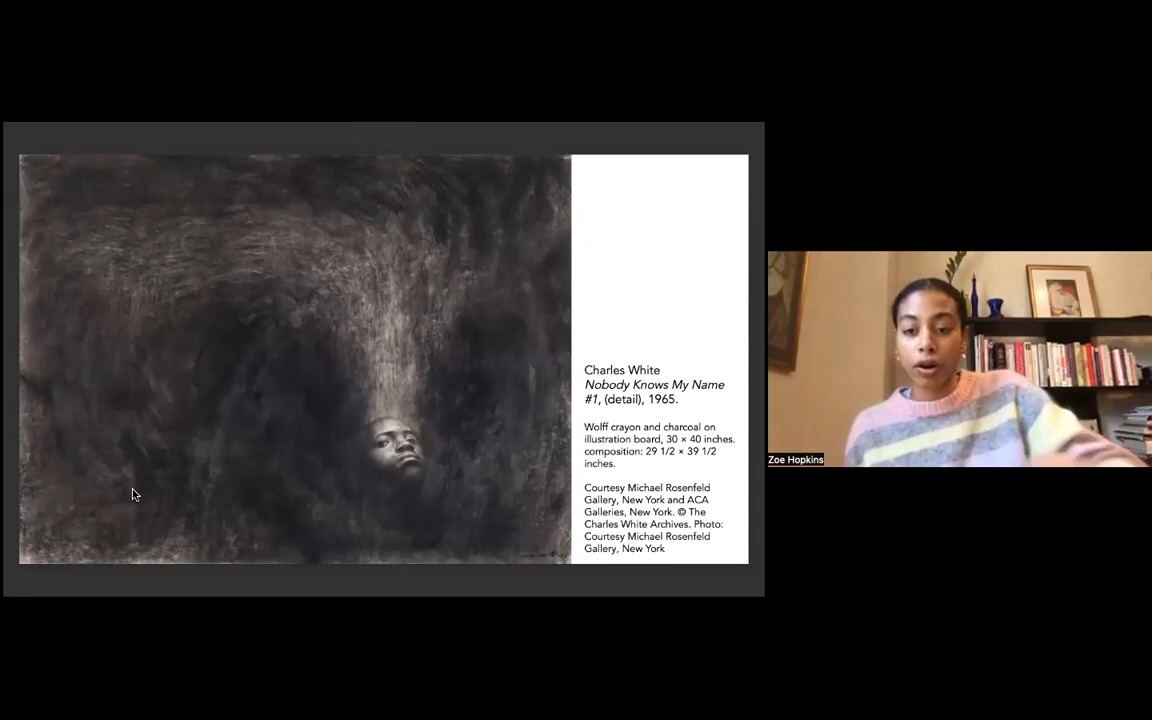 Charles White
Nobody Knows My Name
#1, (detail), 1965.
Wolff crayon and charcoal on
illustration board, 30 × 40 inches.
composition: 29 1/2 × 39 1/2
inches.
Courtesy Michael Rosenfeld
Gallery, New York and ACA
Galleries, New York. © The
Charles White Archives. Photo:
Courtesy Michael Rosenfeld
Gallery, New York
Zoe Hopkins